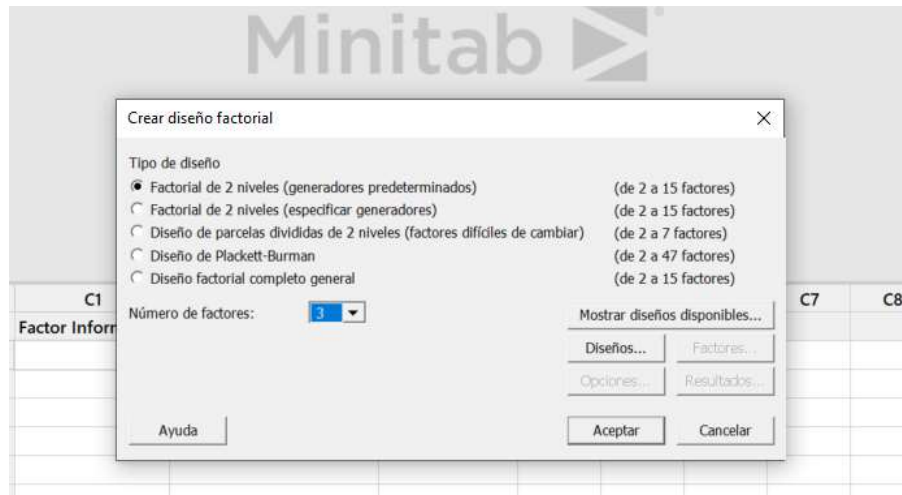 Minitab
Crear diseño factorial
Tipo de diseño
Factorial de 2 niveles (generadores predeterminados) (de 2 a 15 factores)
Factorial de 2 niveles (especificar generadores) (de 2 a 15 factores)
Diseño de parcelas divididas de 2 niveles (factores difíciles de cambiar) (de 2 a 7 factores)
Diseño de Plackett-Burman (de 2 a 47 factores)
Diseño factorial completo general (de 2 a 15 factores)
Número de factores: 3 Mostrar diseños disponibles...
Diseños... Factores...
Opciones... Resultados...
Ayuda Aceptar Cancelar
C1 C7 C8
Factor Inforr